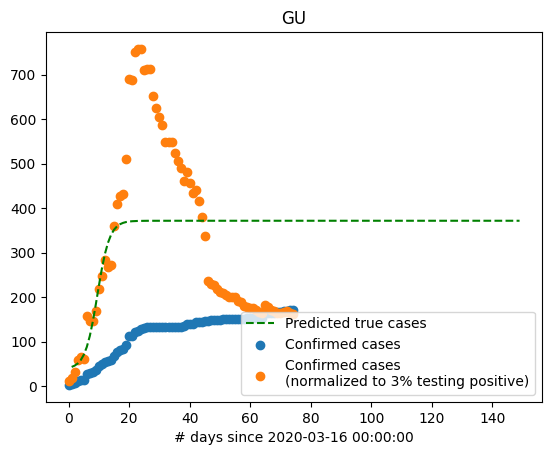 GU
700
600
500
400
300
200
100
0
Predicted true cases
Confirmed cases
Confirmed cases
(normalized to 3% testing positive)
0 20 40 60 80 100 120 140
# days since 2020-03-16 00:00:00